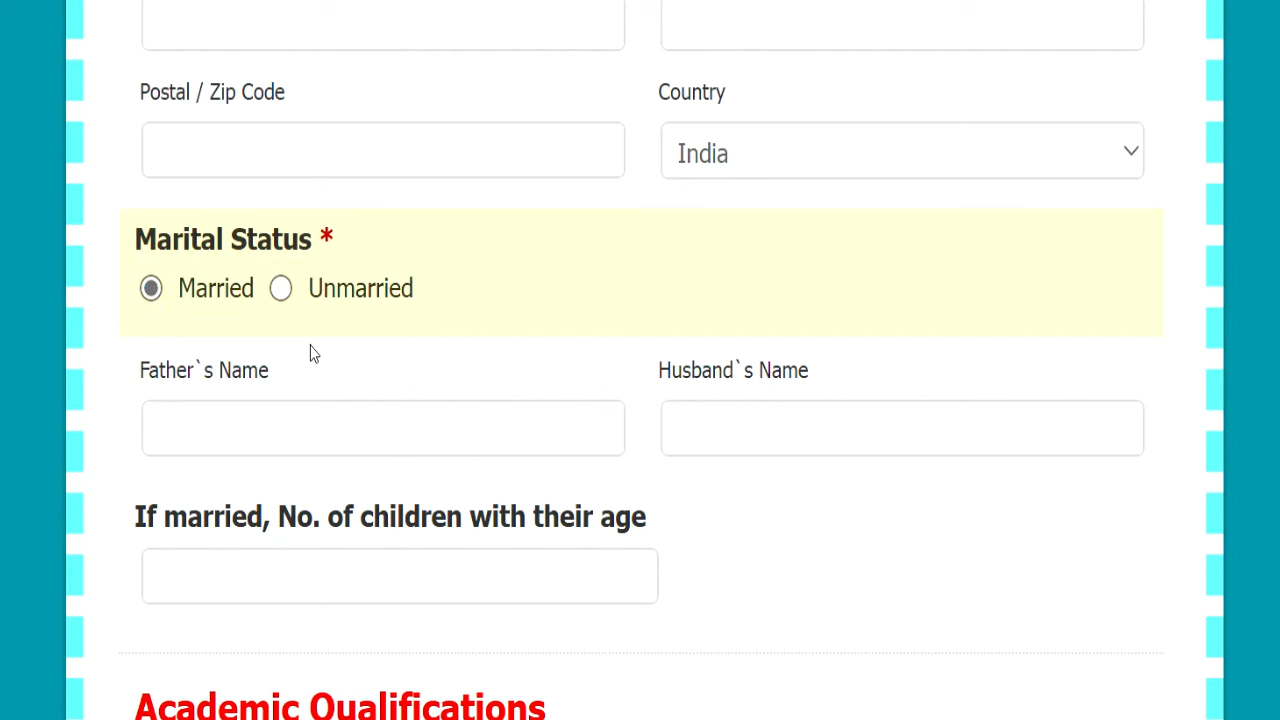 Postal / Zip Code Country
India
Marital Status *
Married Unmarried
Father`s Name Husband`s Name
If married, No. of children with their age
Academic Qualifications